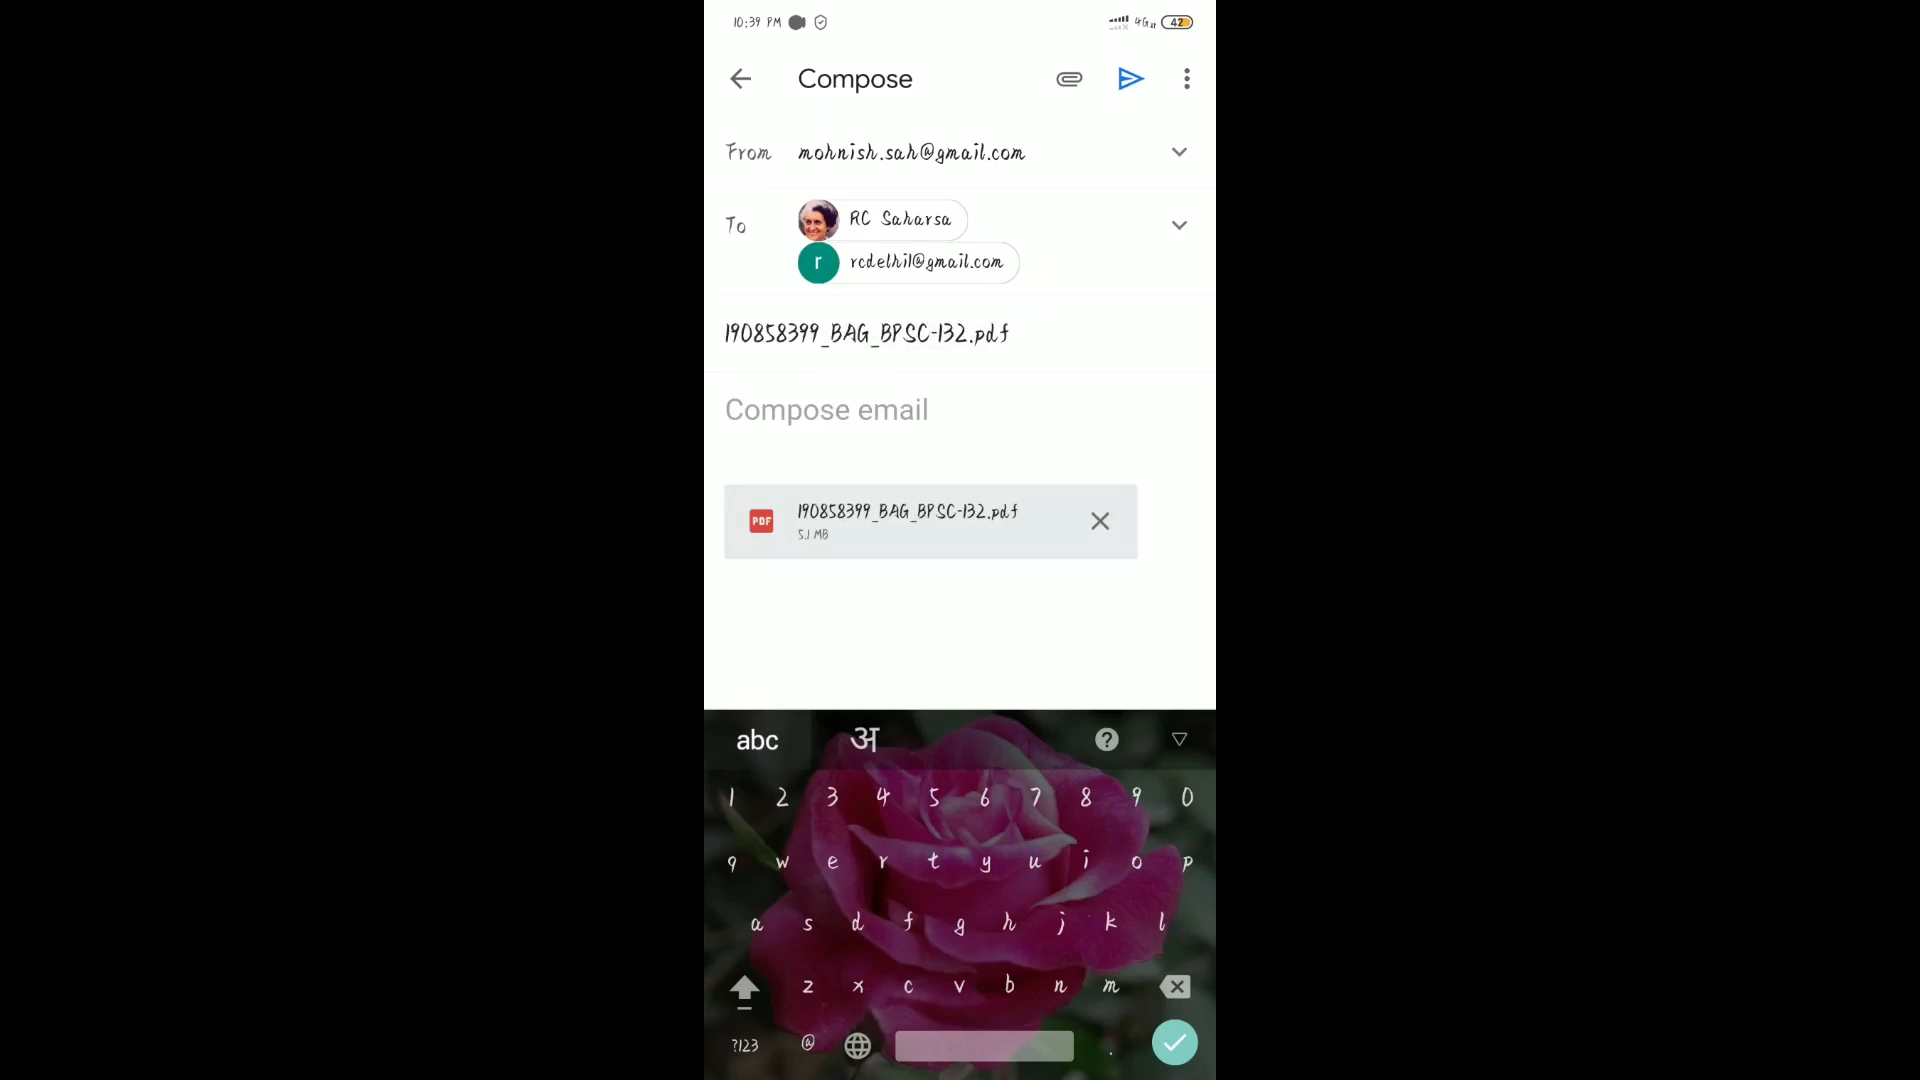 10:39 PM 4G 42
Compose
From mohnish.sah@gmail.com
To RC Saharsa
r rcdelhi1@gmail.com
190858399_BAG_BPSC-132.pdf
Compose email
PDF 190858399_BAG_BPSC-132.pdf
5.1 MB
abc अ ?
1 2 3 4 5 6 7 8 9 0
q w e r t y u i o p
a s d f g h j k l
z x c v b n m
?123 @ .